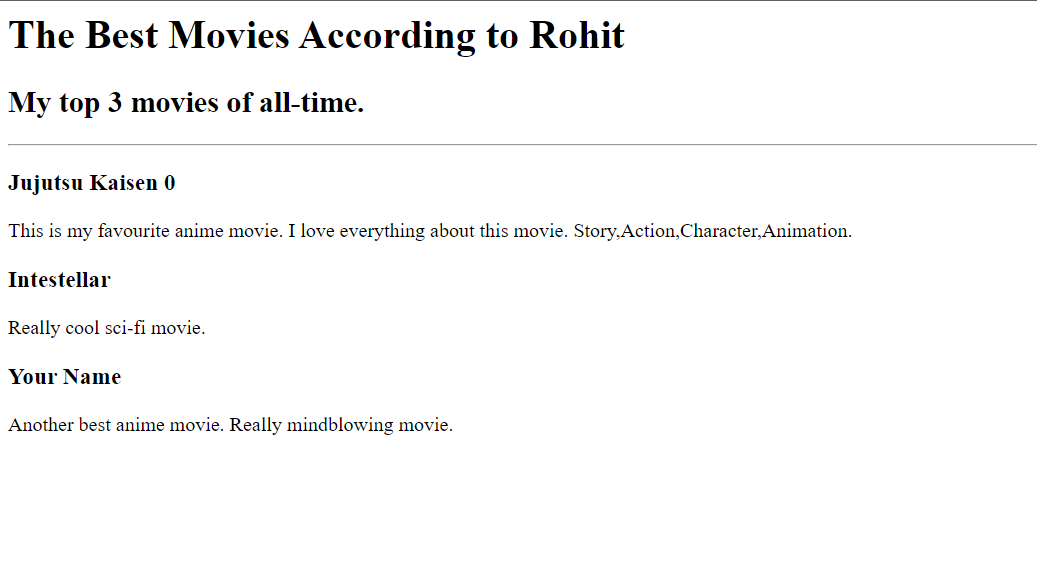 The Best Movies According to Rohit
My top 3 movies of all-time.
Jujutsu Kaisen 0
This is my favourite anime movie. I love everything about this movie. Story,Action,Character,Animation.
Intestellar
Really cool sci-fi movie.
Your Name
Another best anime movie. Really mindblowing movie.